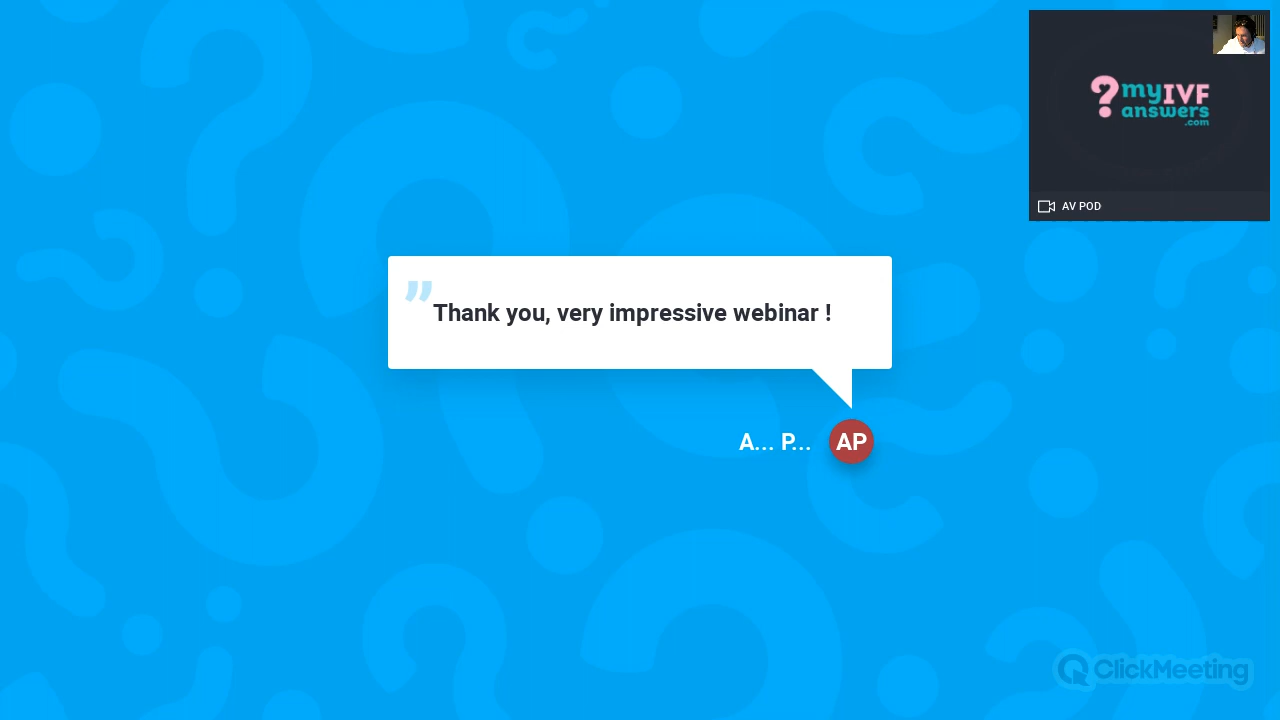 ?myIVF
answers
.com
AV POD
” Thank you, very impressive webinar !
A... P... AP
ClickMeeting